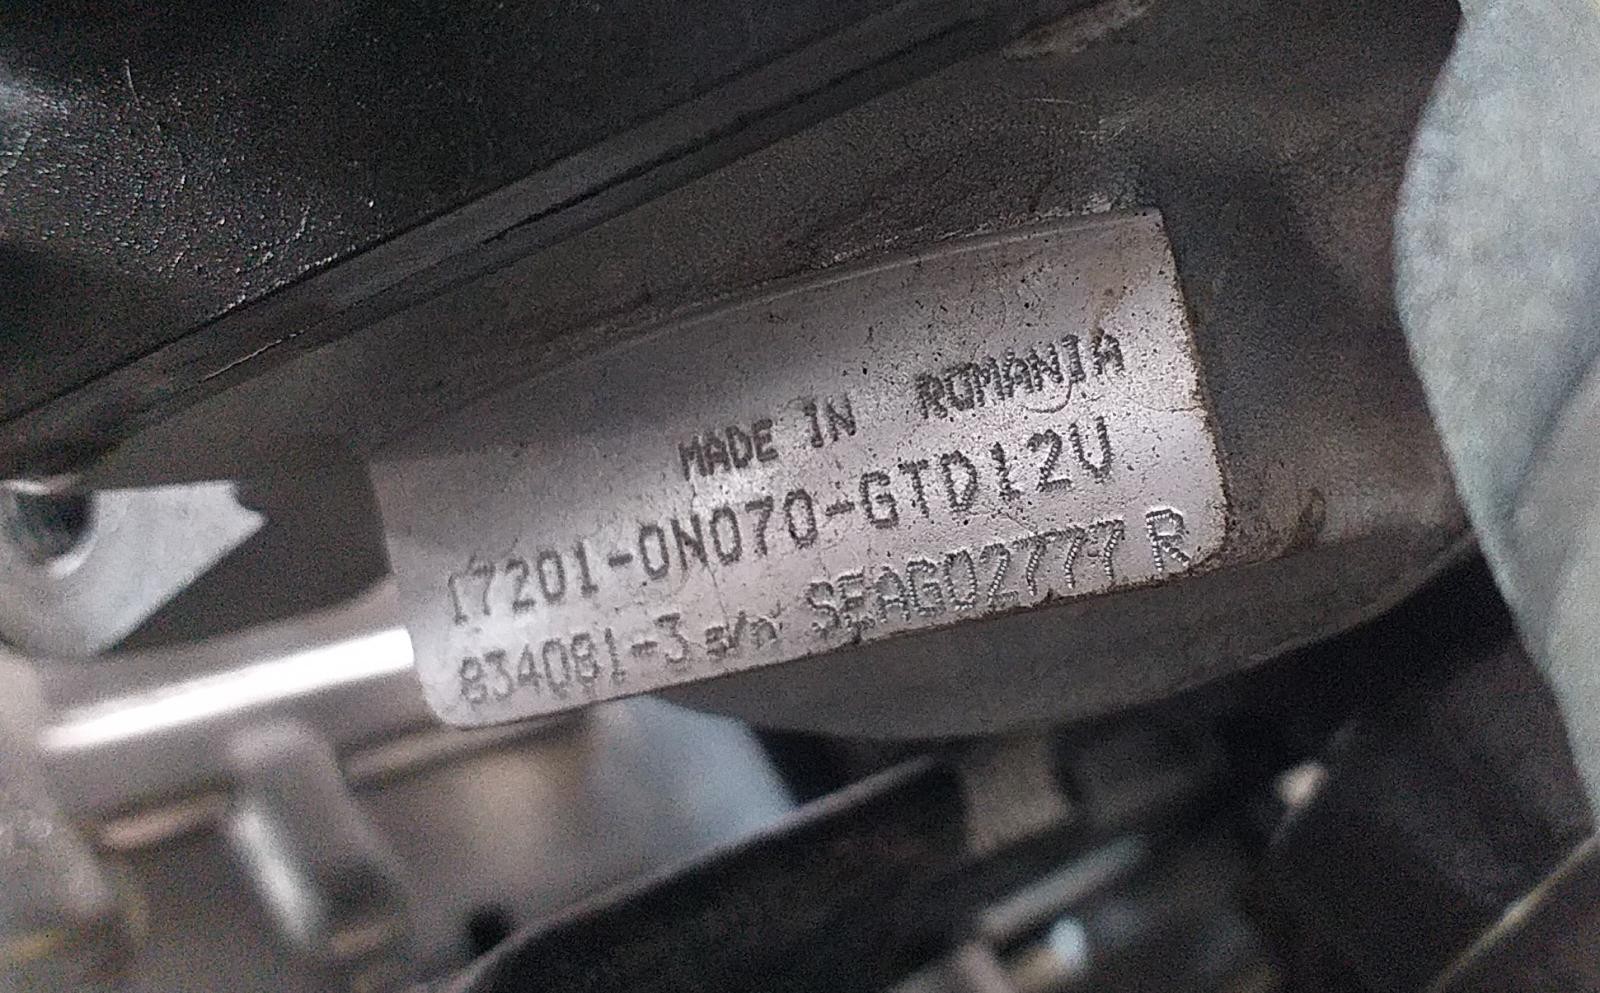 MADE IN ROMANIA
17201-0N070-GTD12V
834081-3 s/n SEAG02777 R